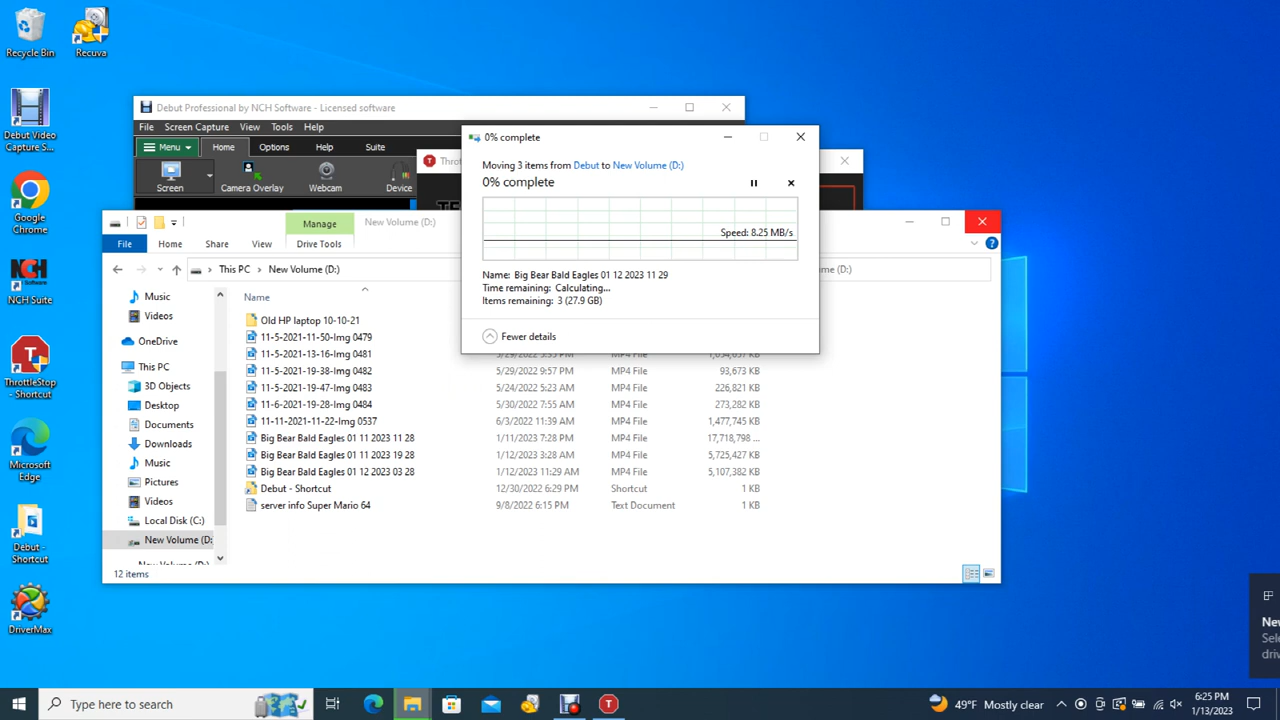 Recycle Bin
Recuva
Debut Video
Capture S...
Google
Chrome
NCH Suite
ThrottleStop
- Shortcut
Microsoft
Edge
Debut -
Shortcut
DriverMax
Debut Professional by NCH Software - Licensed software
File Screen Capture View Tools Help
Menu Home Options Help Suite
Screen Camera Overlay Webcam Device
0% complete
Moving 3 items from Debut to New Volume (D:)
0% complete
Speed: 8.25 MB/s
Name: Big Bear Bald Eagles 01 12 2023 11 29
Time remaining: Calculating...
Items remaining: 3 (27.9 GB)
Fewer details
Manage New Volume (D:)
File Home Share View Drive Tools
This PC New Volume (D:)
Music
Videos
OneDrive
This PC
3D Objects
Desktop
Documents
Downloads
Music
Pictures
Videos
Local Disk (C:)
New Volume (D:
Name
Old HP laptop 10-10-21
11-5-2021-11-50-Img 0479
11-5-2021-13-16-Img 0481
11-5-2021-19-38-Img 0482 5/29/2022 9:57 PM MP4 File 93,673 KB
11-5-2021-19-47-Img 0483 5/24/2022 5:23 AM MP4 File 226,821 KB
11-6-2021-19-28-Img 0484 5/30/2022 7:55 AM MP4 File 273,282 KB
11-11-2021-11-22-Img 0537 6/3/2022 11:39 AM MP4 File 1,477,745 KB
Big Bear Bald Eagles 01 11 2023 11 28 1/11/2023 7:28 PM MP4 File 17,718,798 ...
Big Bear Bald Eagles 01 11 2023 19 28 1/12/2023 3:28 AM MP4 File 5,725,427 KB
Big Bear Bald Eagles 01 12 2023 03 28 1/12/2023 11:29 AM MP4 File 5,107,382 KB
Debut - Shortcut 12/30/2022 6:29 PM Shortcut 1 KB
server info Super Mario 64 9/8/2022 6:15 PM Text Document 1 KB
12 items
Type here to search
49°F Mostly clear
6:25 PM
1/13/2023